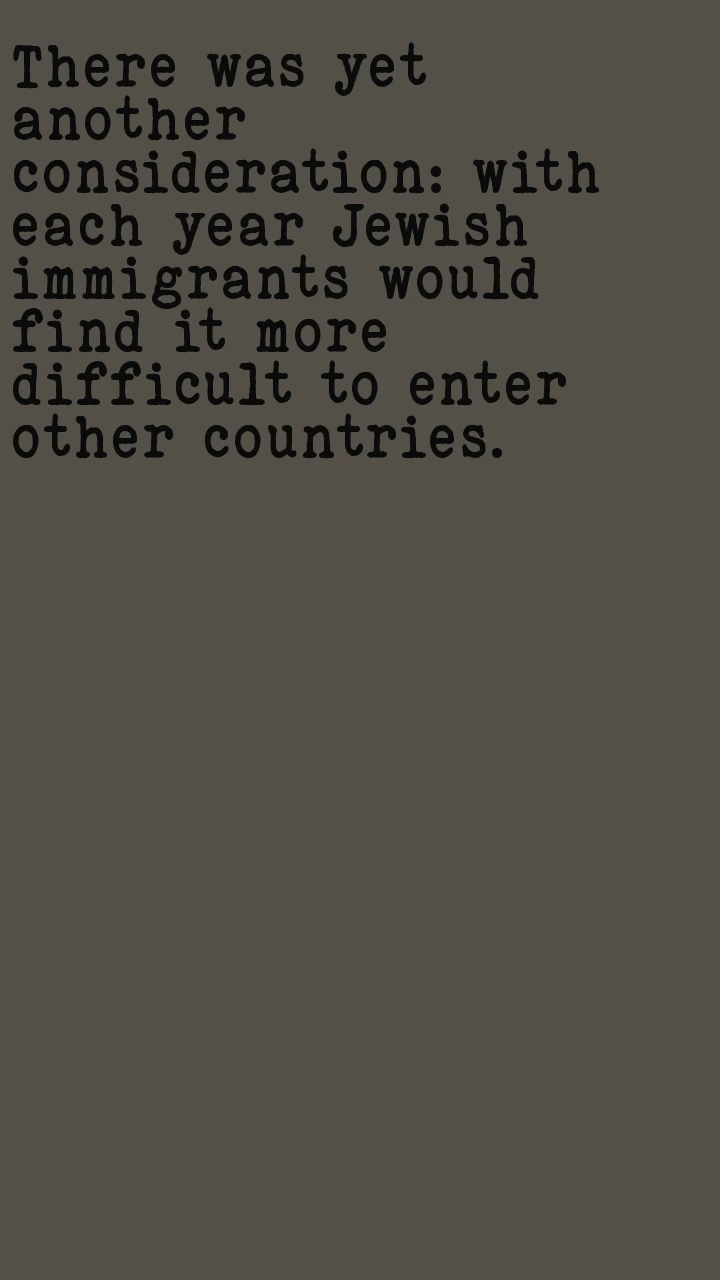 There was yet
another
consideration: with
each year Jewish
immigrants would
find it more
difficult to enter
other countries.